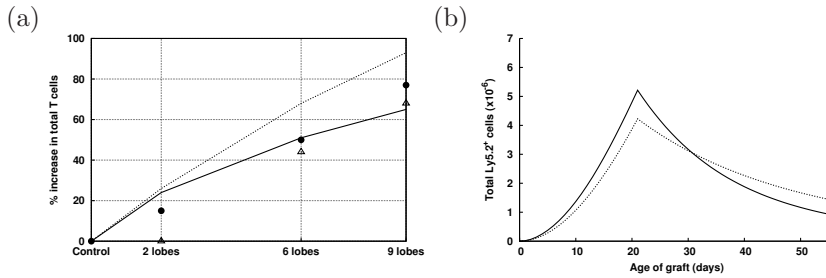 (a)
% increase in total T cells
100
80
60
40
20
0
Control
2 lobes
6 lobes
9 lobes
(b)
Total Ly5.2+ cells (x10-6)
7
6
5
4
3
2
1
0
0
10
20
30
40
50
Age of graft (days)